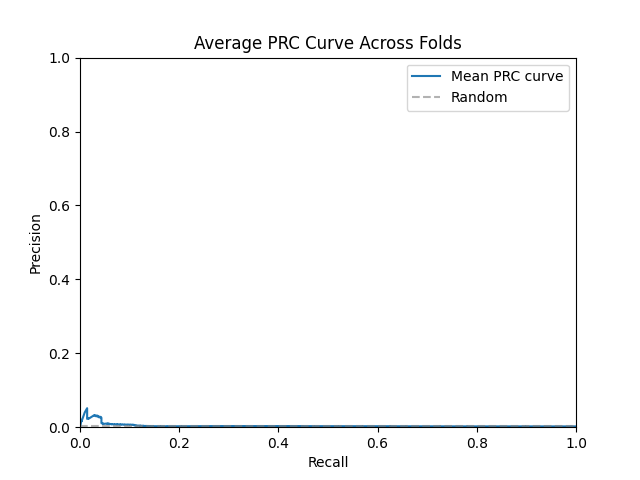 Average PRC Curve Across Folds
Mean PRC curve
Random
Precision
1.0
0.8
0.6
0.4
0.2
0.0
0.0 0.2 0.4 0.6 0.8 1.0
Recall